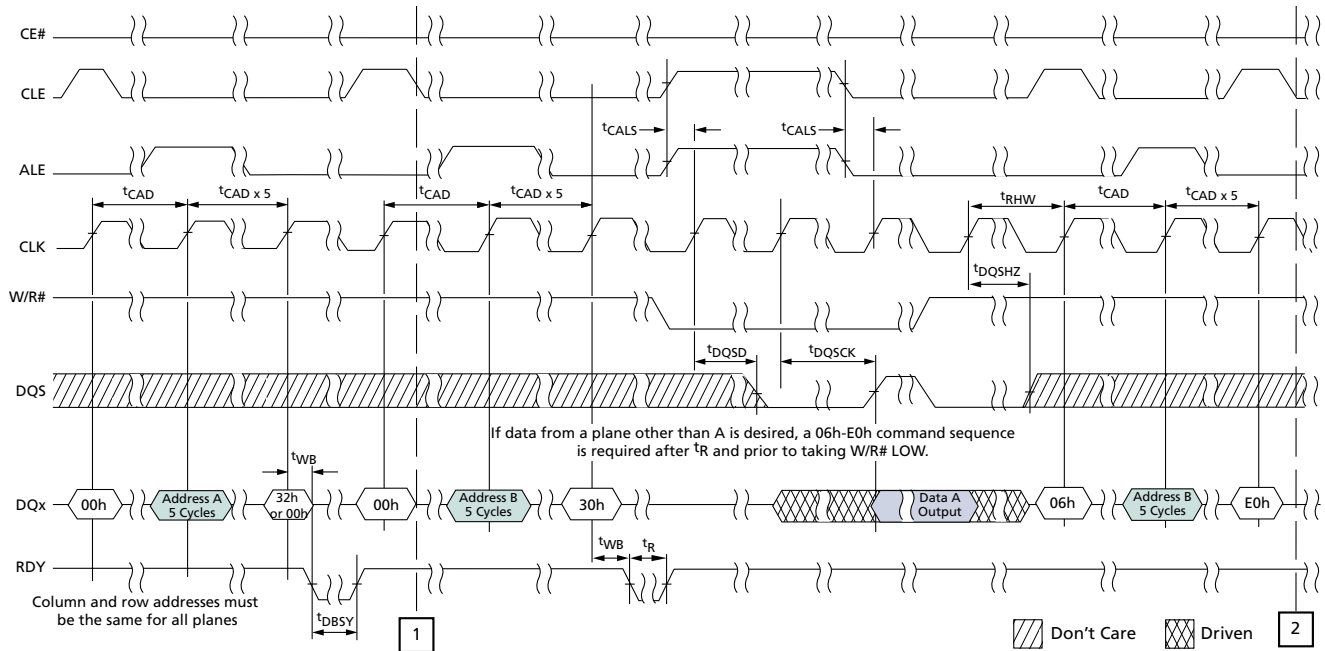 CE#
CLE
tCALS
tCALS
ALE
tCAD
tCAD x 5
tCAD
tCAD x 5
tRHW
tCAD
tCAD x 5
CLK
tDQSHZ
W/R#
tDQSD
tDQSCK
DQS
If data from a plane other than A is desired, a 06h-E0h command sequence
is required after tR and prior to taking W/R# LOW.
tWB
DQx
00h
Address A
5 Cycles
32h
or 00h
00h
Address B
5 Cycles
30h
Data A
Output
06h
Address B
5 Cycles
E0h
tWB
tR
RDY
Column and row addresses must
be the same for all planes
tDBSY
1
Don't Care
Driven
2